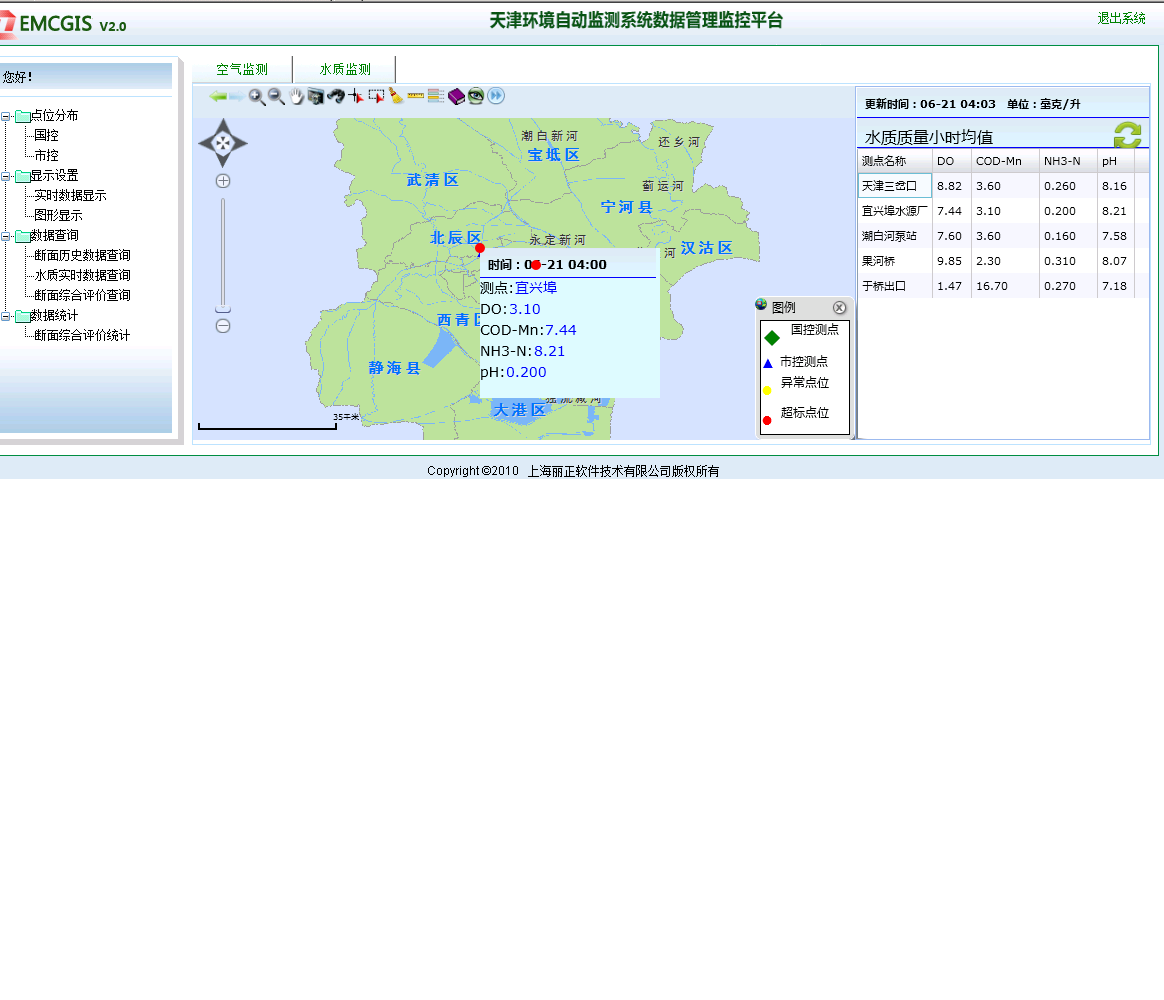 EMCGIS V2.0
天津环境自动监测系统数据管理监控平台
退出系统
您好!
点位分布
国控
市控
显示设置
实时数据显示
图形显示
数据查询
断面历史数据查询
水质实时数据查询
断面综合评价查询
数据统计
断面综合评价统计
空气监测 水质监测
潮白新河
还乡河
宝坻区
武清区
蓟运河
宁河县
北辰区
永定新河
河 汉沽区
时间：06-21 04:00
测点:宜兴埠
DO:3.10
COD-Mn:7.44
NH3-N:8.21
pH:0.200
西青
静海县
独流减河
大港区
35千米
图例
国控测点
市控测点
异常点位
超标点位
更新时间：06-21 04:03 单位：毫克/升
水质质量小时均值
测点名称 DO COD-Mn NH3-N pH
天津三岔口 8.82 3.60 0.260 8.16
宜兴埠水源厂 7.44 3.10 0.200 8.21
潮白河泵站 7.60 3.60 0.160 7.58
果河桥 9.85 2.30 0.310 8.07
于桥出口 1.47 16.70 0.270 7.18
Copyright©2010 上海丽正软件技术有限公司版权所有